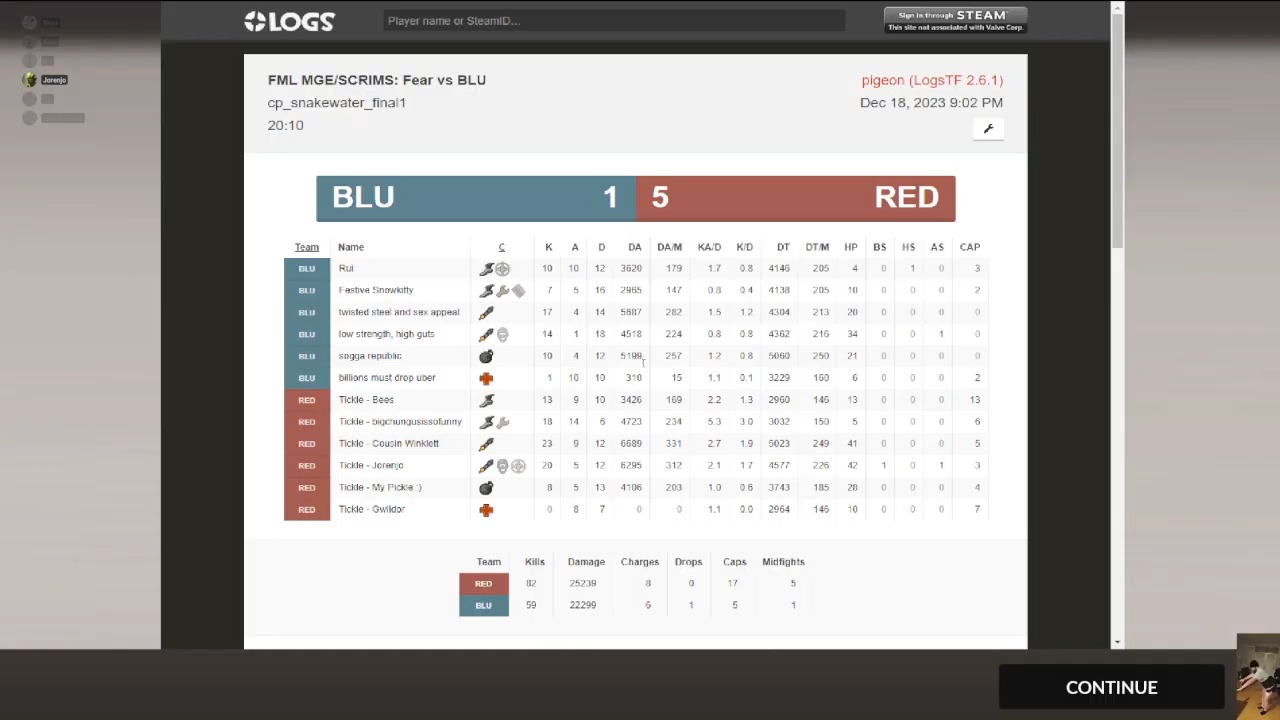 LOGS
Player name or SteamID...
Sign in through STEAM
This site not associated with Valve Corp.
Jorenjo
FML MGE/SCRIMS: Fear vs BLU
pigeon (LogsTF 2.6.1)
cp_snakewater_final1
Dec 18, 2023 9:02 PM
20:10
BLU 1 5 RED
Team Name C K A D DA DA/M KA/D K/D DT DT/M HP BS HS AS CAP
BLU Rui 10 10 12 3620 179 1.7 0.8 4146 205 4 0 1 0 3
BLU Festive Snowkitty 7 5 16 2965 147 0.8 0.4 4138 205 10 0 0 0 2
BLU twisted steel and sex appeal 17 4 14 5687 282 1.5 1.2 4304 213 20 0 0 0 0
BLU low strength, high guts 14 1 18 4518 224 0.8 0.8 4362 216 34 0 0 1 0
BLU sogga republic 10 4 12 5199 257 1.2 0.8 5060 250 21 0 0 0 0
BLU billions must drop uber 1 10 10 310 15 1.1 0.1 3229 160 6 0 0 0 2
RED Tickle - Bees 13 9 10 3426 169 2.2 1.3 2960 146 13 0 0 0 13
RED Tickle - bigchungusissofunny 18 14 6 4723 234 5.3 3.0 3032 150 5 0 0 0 6
RED Tickle - Cousin Winklett 23 9 12 6689 331 2.7 1.9 5023 249 41 0 0 0 5
RED Tickle - Jorenjo 20 5 12 6295 312 2.1 1.7 4577 226 42 1 0 1 3
RED Tickle - My Pickle :) 8 5 13 4106 203 1.0 0.6 3743 185 28 0 0 0 4
RED Tickle - Gwildor 0 8 7 0 0 1.1 0.0 2964 146 10 0 0 0 7
Team Kills Damage Charges Drops Caps Midfights
RED 82 25239 8 0 17 5
BLU 59 22299 6 1 5 1
CONTINUE